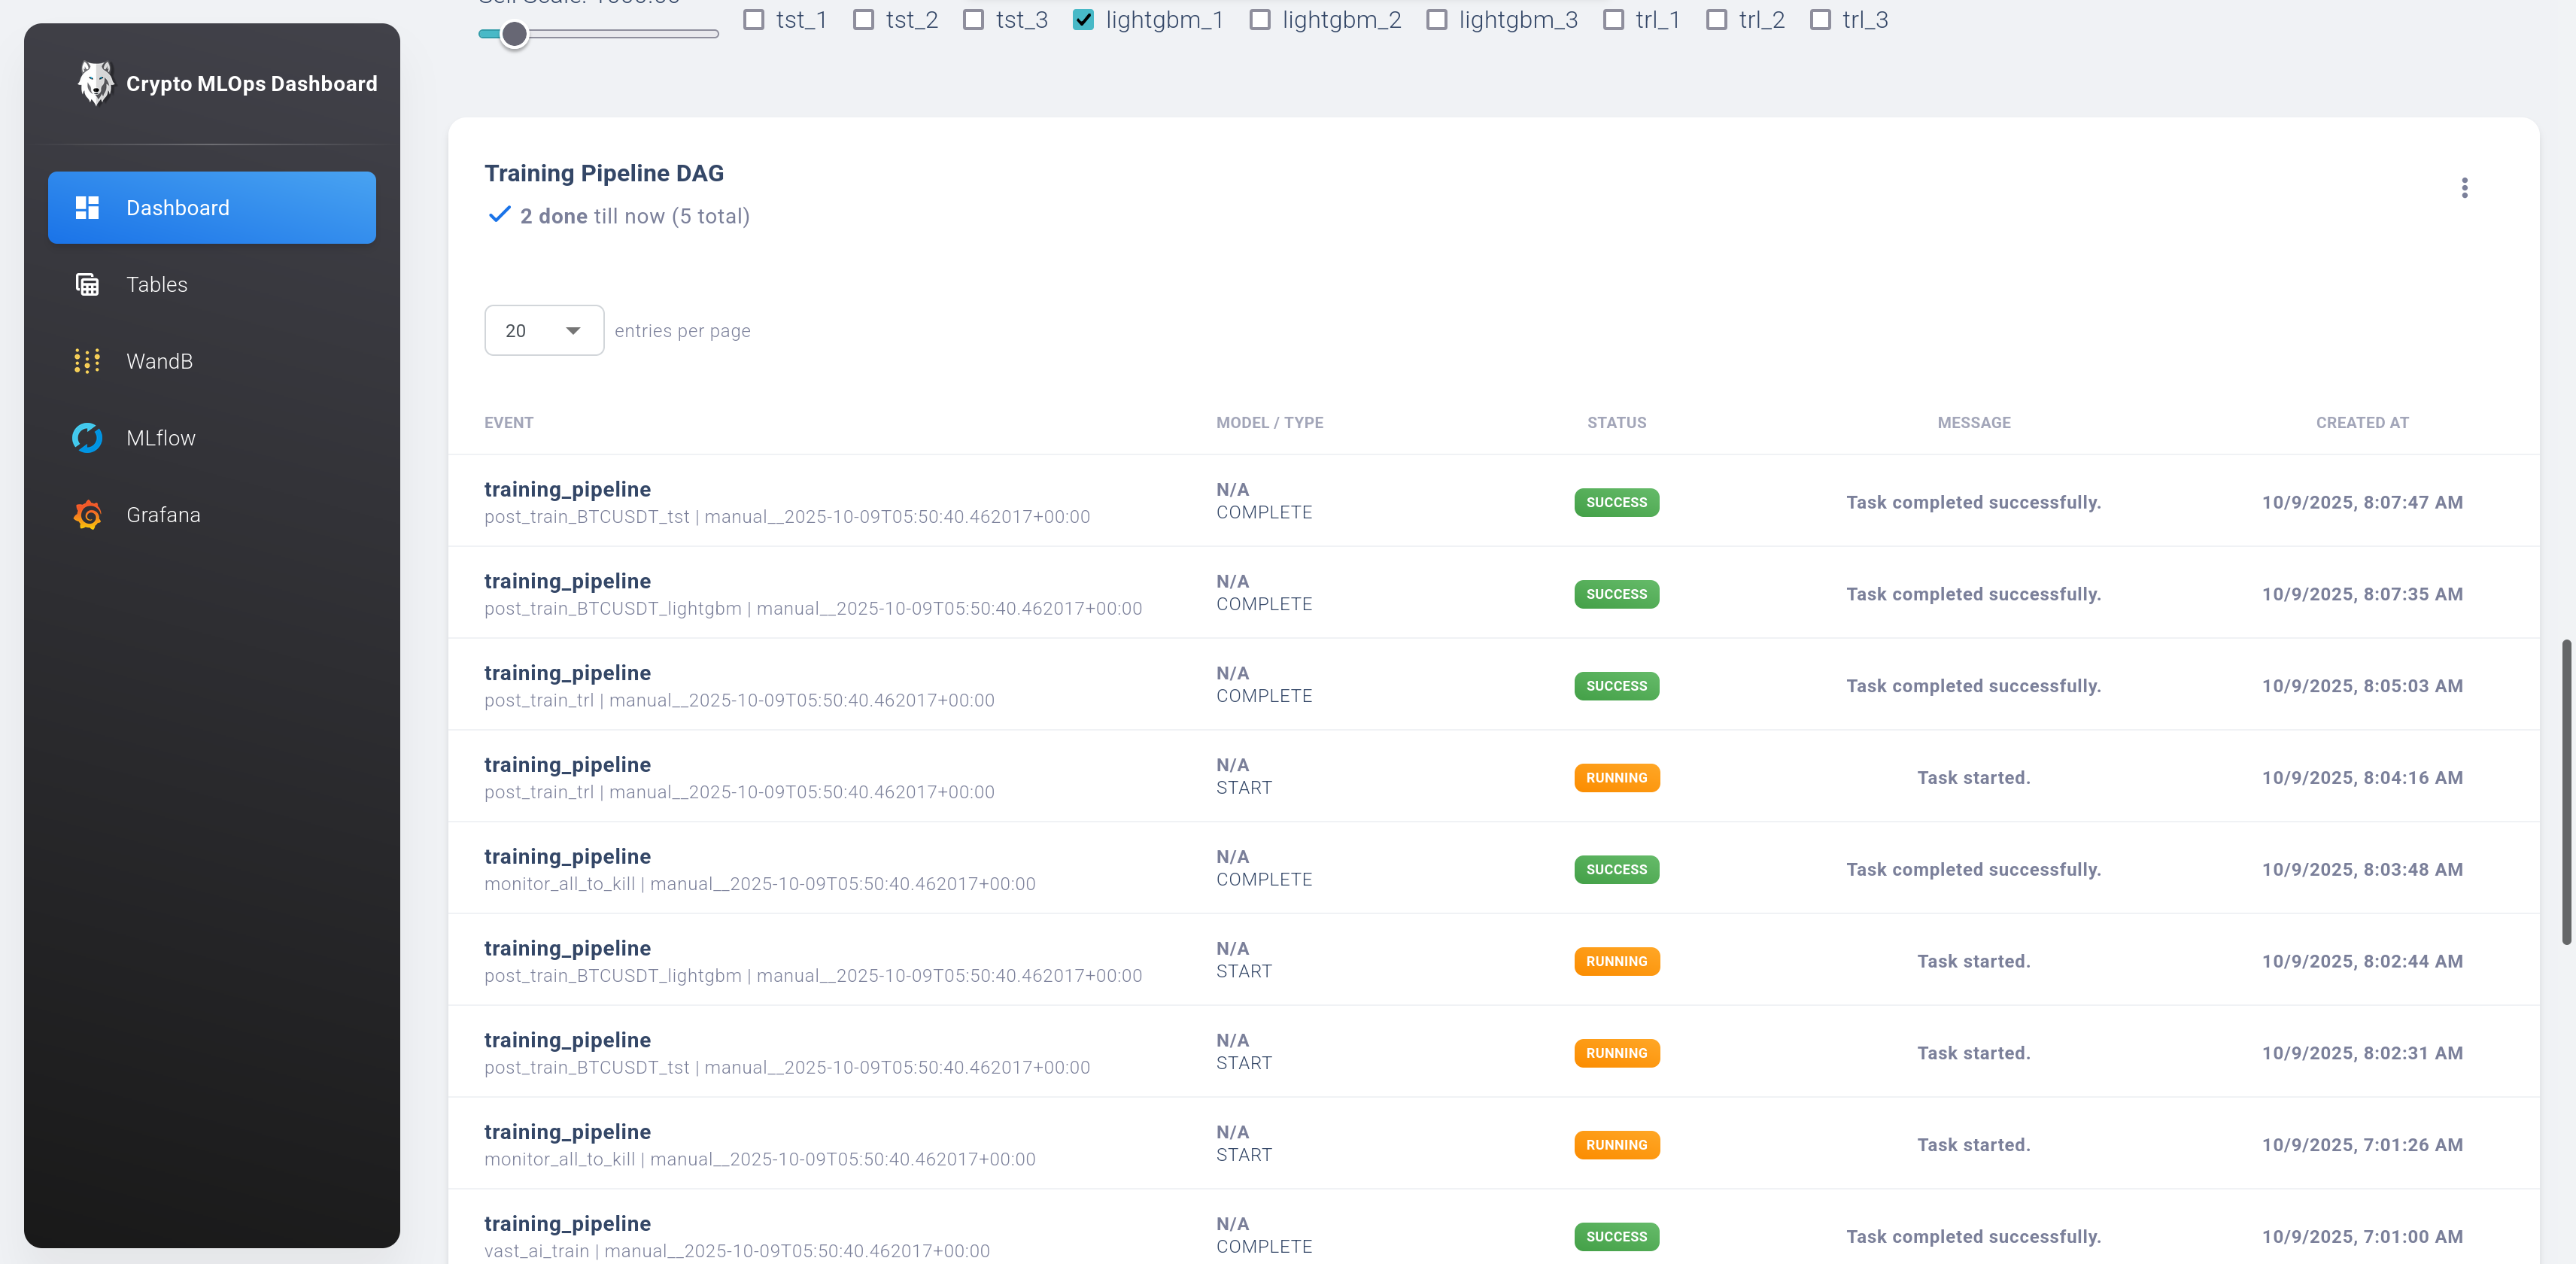 Crypto MLOps Dashboard
Dashboard
Tables
WandB
MLflow
Grafana
tst_1 tst_2 tst_3 lightgbm_1 lightgbm_2 lightgbm_3 trl_1 trl_2 trl_3
Training Pipeline DAG
2 done till now (5 total)
20 entries per page
EVENT MODEL / TYPE STATUS MESSAGE CREATED AT
training_pipeline
post_train_BTCUSDT_tst | manual__2025-10-09T05:50:40.462017+00:00
N/A
COMPLETE
SUCCESS
Task completed successfully.
10/9/2025, 8:07:47 AM
training_pipeline
post_train_BTCUSDT_lightgbm | manual__2025-10-09T05:50:40.462017+00:00
N/A
COMPLETE
SUCCESS
Task completed successfully.
10/9/2025, 8:07:35 AM
training_pipeline
post_train_trl | manual__2025-10-09T05:50:40.462017+00:00
N/A
COMPLETE
SUCCESS
Task completed successfully.
10/9/2025, 8:05:03 AM
training_pipeline
post_train_trl | manual__2025-10-09T05:50:40.462017+00:00
N/A
START
RUNNING
Task started.
10/9/2025, 8:04:16 AM
training_pipeline
monitor_all_to_kill | manual__2025-10-09T05:50:40.462017+00:00
N/A
COMPLETE
SUCCESS
Task completed successfully.
10/9/2025, 8:03:48 AM
training_pipeline
post_train_BTCUSDT_lightgbm | manual__2025-10-09T05:50:40.462017+00:00
N/A
START
RUNNING
Task started.
10/9/2025, 8:02:44 AM
training_pipeline
post_train_BTCUSDT_tst | manual__2025-10-09T05:50:40.462017+00:00
N/A
START
RUNNING
Task started.
10/9/2025, 8:02:31 AM
training_pipeline
monitor_all_to_kill | manual__2025-10-09T05:50:40.462017+00:00
N/A
START
RUNNING
Task started.
10/9/2025, 7:01:26 AM
training_pipeline
vast_ai_train | manual__2025-10-09T05:50:40.462017+00:00
N/A
COMPLETE
SUCCESS
Task completed successfully.
10/9/2025, 7:01:00 AM